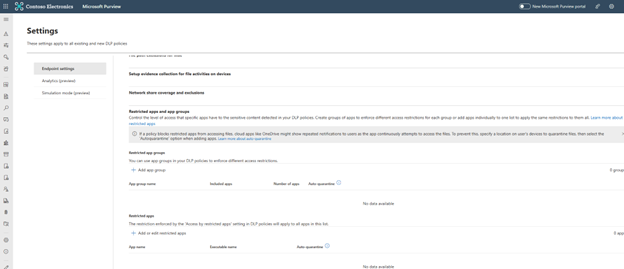 Contoso Electronics
Microsoft Purview
New Microsoft Purview portal
Settings
These settings apply to all existing and new DLP policies
Endpoint settings
Analytics (preview)
Simulation mode (preview)
Setup evidence collection for file activities on devices
Network share coverage and exclusions
Restricted apps and app groups
Control the level of access that specific apps have to the sensitive content detected in your DLP policies. Create groups of apps to enforce different access restrictions for each group or add apps individually to one list to apply the same restrictions to them all. Learn more about
restricted apps
If a policy blocks restricted apps from accessing files, cloud apps like OneDrive might show repeated notifications to users as the app continuously attempts to access the files. To prevent this, specify a location on user's devices to quarantine files, then select the
'Autoquarantine' option when adding apps. Learn more about auto quarantine
Restricted app groups
You can use app groups in your DLP policies to enforce different access restrictions.
+ Add app group
0 group
App group name
Included apps
Number of apps
Auto quarantine
No data available
Restricted apps
The restriction enforced by the 'Access by restricted apps' setting in DLP policies will apply to all apps in this list.
+ Add or edit restricted apps
0 app
App name
Executable name
Auto quarantine
No data available